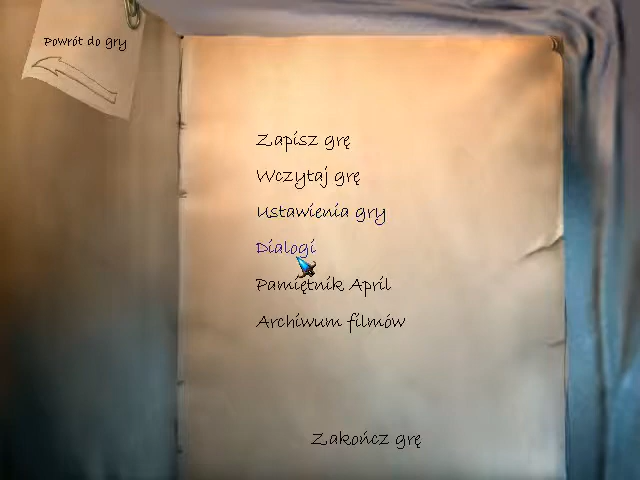 Powrót do gry
Zapisz grę
Wczytaj grę
Ustawienia gry
Dialogi
Pamiętnik April
Archiwum filmów
Zakończ grę